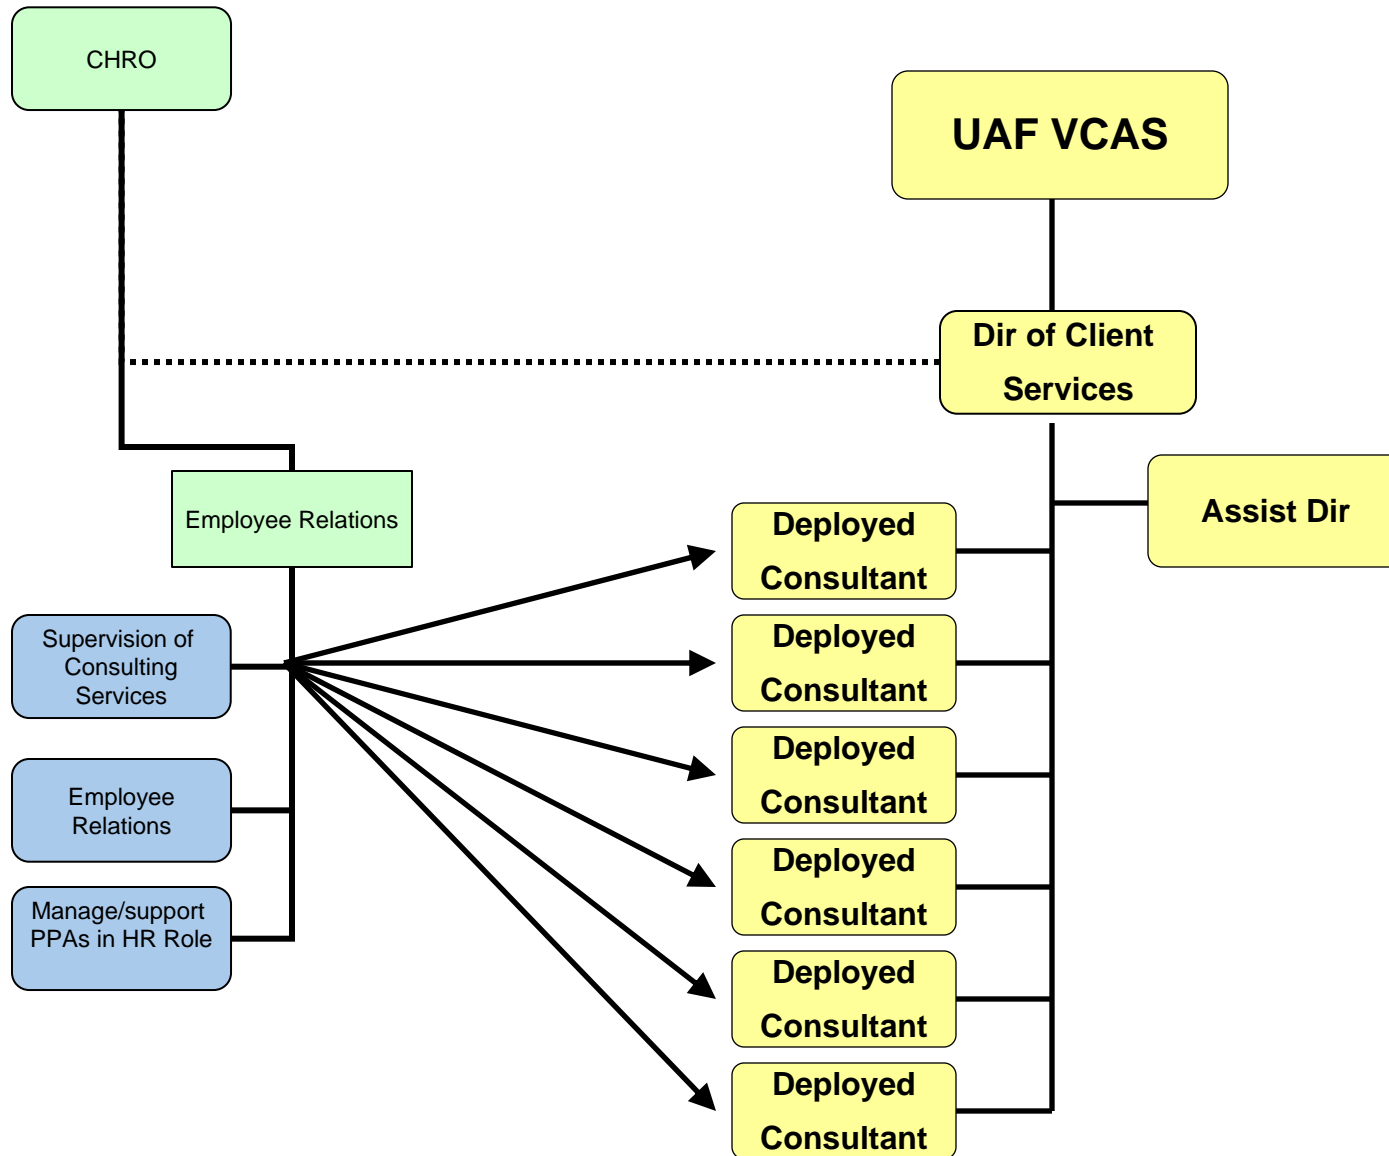 CHRO
UAF VCAS
Dir of Client
Services
Employee Relations
Assist Dir
Deployed
Consultant
Supervision of
Consulting
Services
Deployed
Consultant
Deployed
Consultant
Employee
Relations
Deployed
Consultant
Manage/support
PPAs in HR Role
Deployed
Consultant
Deployed
Consultant